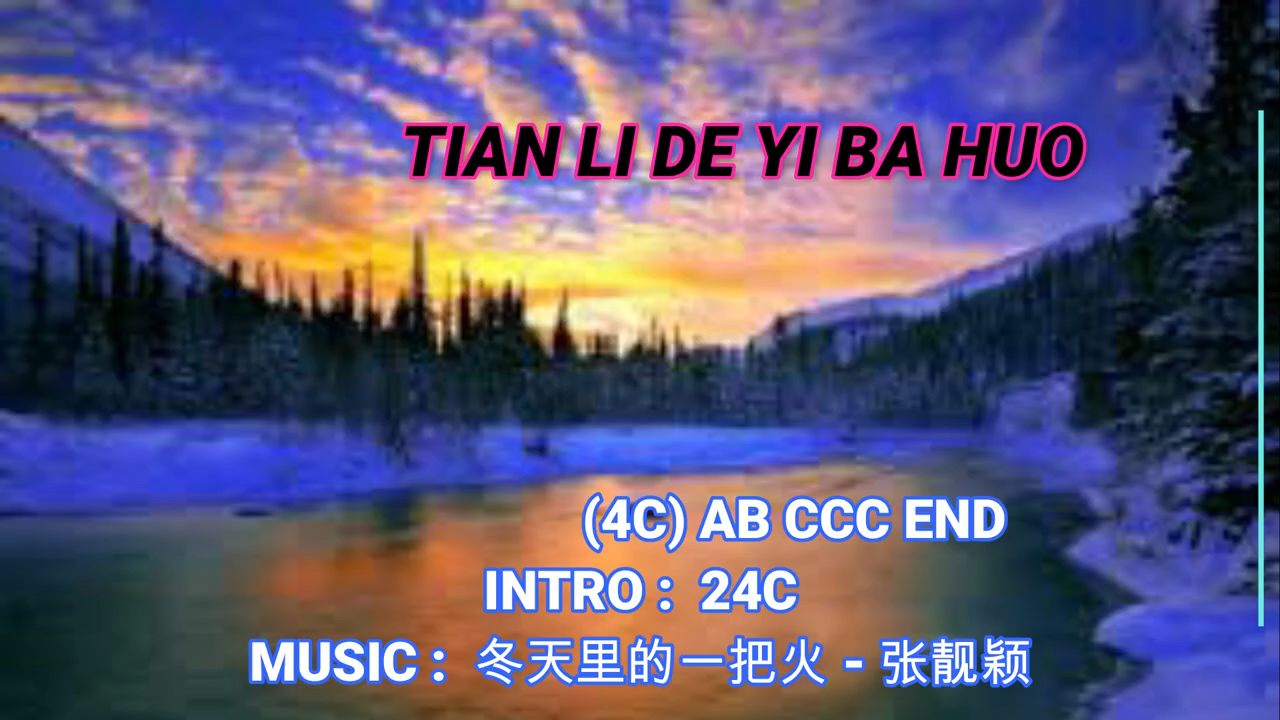 TIAN LI DE YI BA HUO
(4C) AB CCC END
INTRO : 24C
MUSIC : 冬天里的一把火 - 张靓颖